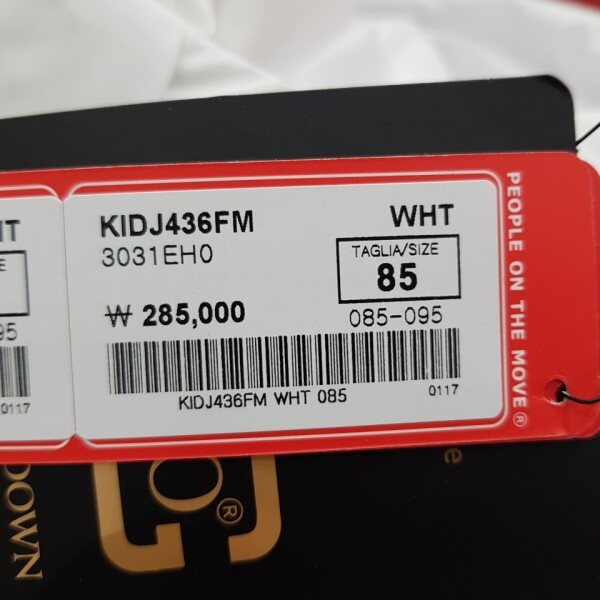 KIDJ436FM
WHT
3031EH0
TAGLIA/SIZE
85
₩ 285,000
085-095
KIDJ436FM WHT 085
0117
PEOPLE ON THE MOVE®
95
0117
DOWN